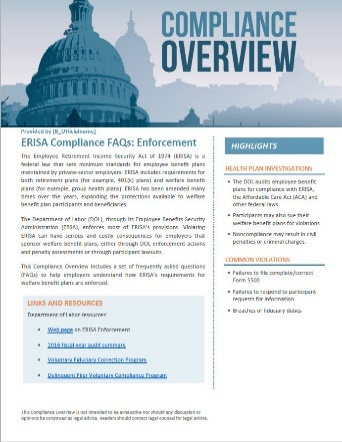 COMPLIANCE
OVERVIEW
Provided by [B_Officialname]
ERISA Compliance FAQs: Enforcement
The Employee Retirement Income Security Act of 1974 (ERISA) is a
federal law that sets minimum standards for employee benefit plans
maintained by private-sector employers. ERISA includes requirements for
both retirement plans (for example, 401(k) plans) and welfare benefit
plans (for example, group health plans). ERISA has been amended many
times over the years, expanding the protections available to welfare
benefit plan participants and beneficiaries.
The Department of Labor (DOL), through its Employee Benefits Security
Administration (EBSA), enforces most of ERISA's provisions. Violating
ERISA can have serious and costly consequences for employers that
sponsor welfare benefit plans, either through DOL enforcement actions
and penalty assessments or through participant lawsuits.
This Compliance Overview includes a set of frequently asked questions
(FAQs) to help employers understand how ERISA's requirements for
welfare benefit plans are enforced.
LINKS AND RESOURCES
Department of Labor resources:
• Web page on ERISA Enforcement
• 2016 fiscal year audit summary
• Voluntary Fiduciary Correction Program
• Delinquent Filer Voluntary Compliance Program
HIGHLIGHTS
HEALTH PLAN INVESTIGATIONS
• The DOL audits employee benefit
plans for compliance with ERISA,
the Affordable Care Act (ACA) and
other federal laws.
• Participants may also sue their
welfare benefit plans for violations.
• Noncompliance may result in civil
penalties or criminal charges.
COMMON VIOLATIONS
• Failures to file complete/correct
Form 5500
• Failures to respond to participant
requests for information
• Breaches of fiduciary duties
This Compliance Overview is not intended to be exhaustive nor should any discussion or
opinions be construed as legal advice. Readers should contact legal counsel for legal advice.